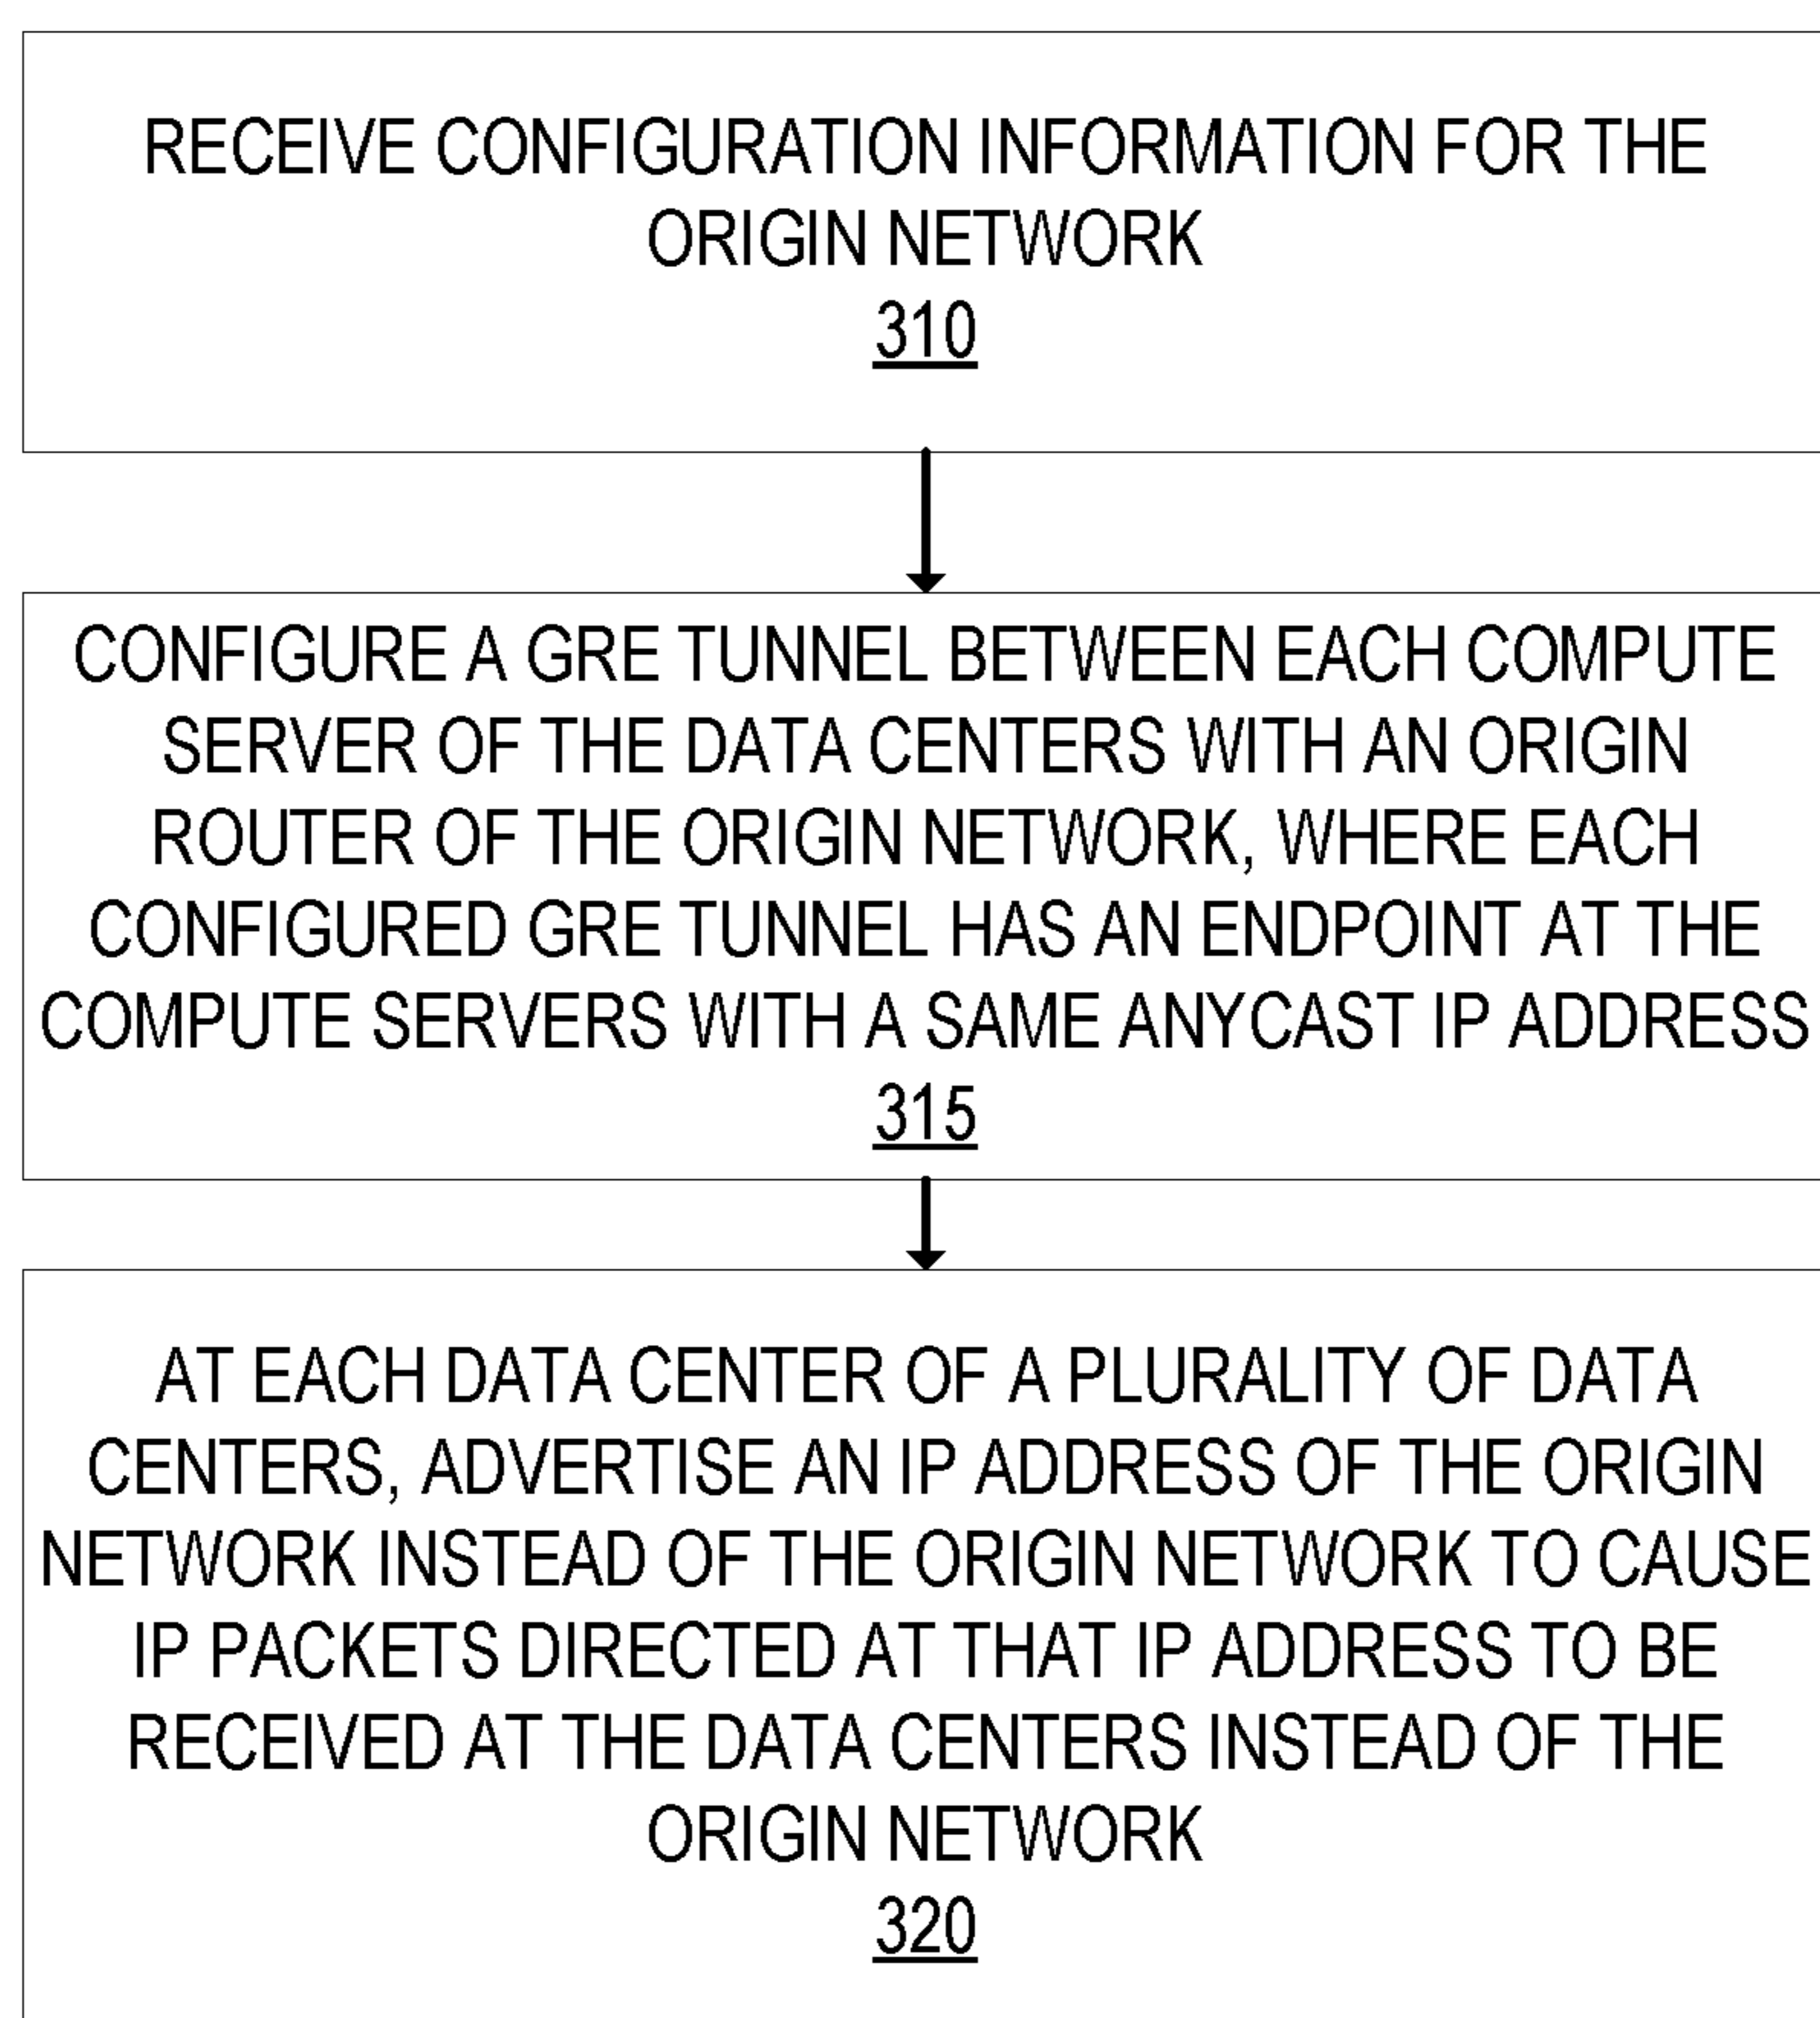 RECEIVE CONFIGURATION INFORMATION FOR THE
ORIGIN NETWORK
310
CONFIGURE A GRE TUNNEL BETWEEN EACH COMPUTE
SERVER OF THE DATA CENTERS WITH AN ORIGIN
ROUTER OF THE ORIGIN NETWORK, WHERE EACH
CONFIGURED GRE TUNNEL HAS AN ENDPOINT AT THE
COMPUTE SERVERS WITH A SAME ANYCAST IP ADDRESS
315
AT EACH DATA CENTER OF A PLURALITY OF DATA
CENTERS, ADVERTISE AN IP ADDRESS OF THE ORIGIN
NETWORK INSTEAD OF THE ORIGIN NETWORK TO CAUSE
IP PACKETS DIRECTED AT THAT IP ADDRESS TO BE
RECEIVED AT THE DATA CENTERS INSTEAD OF THE
ORIGIN NETWORK
320